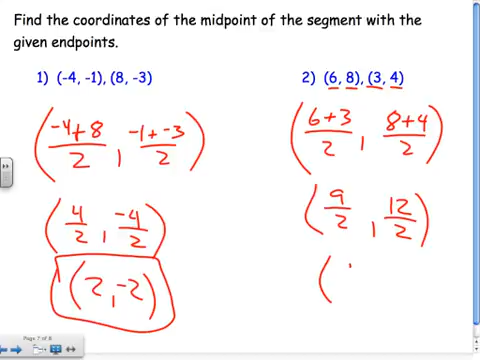 Find the coordinates of the midpoint of the segment with the
given endpoints.
1) (-4, -1), (8, -3)
2) (6, 8), (3, 4)
(-4+8/2, -1+-3/2)
(6+3/2, 8+4/2)
(4/2, -4/2)
(9/2, 12/2)
(2, -2)
(
Page 7 of 8